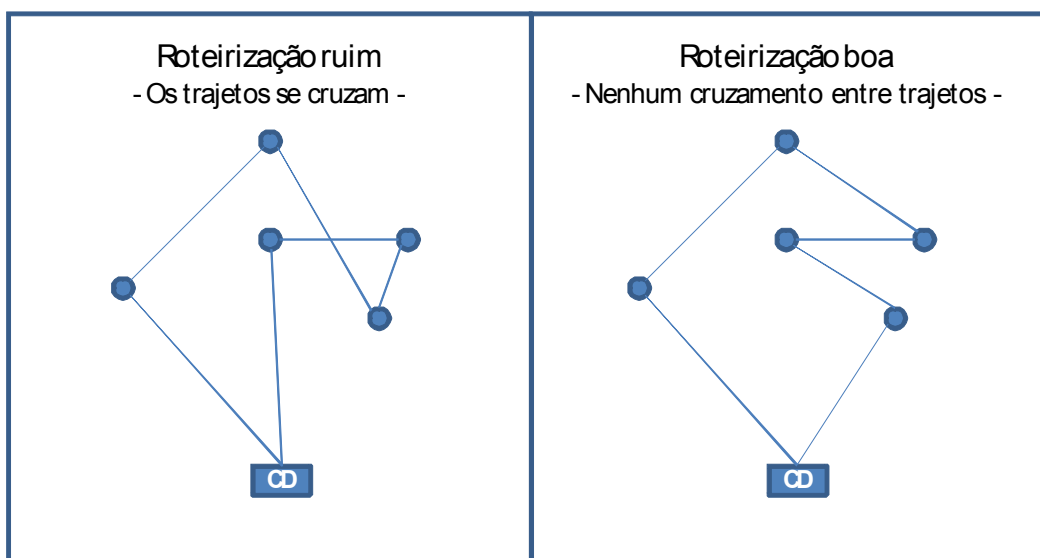 Roteirização ruim
- Os trajetos se cruzam -
CD
Roteirização boa
- Nenhum cruzamento entre trajetos -
CD